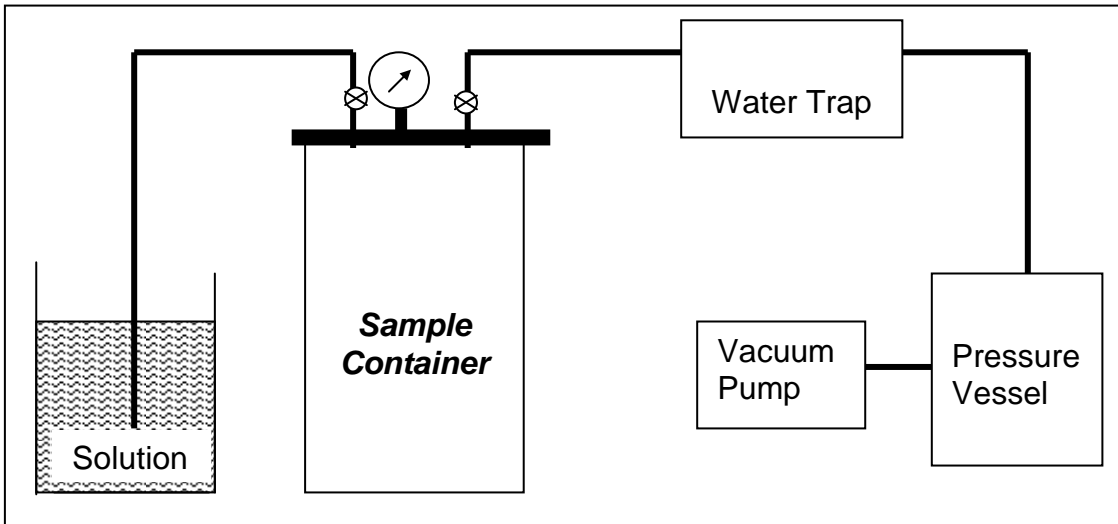 Water Trap
Sample
Container
Vacuum
Pump
Pressure
Vessel
Solution